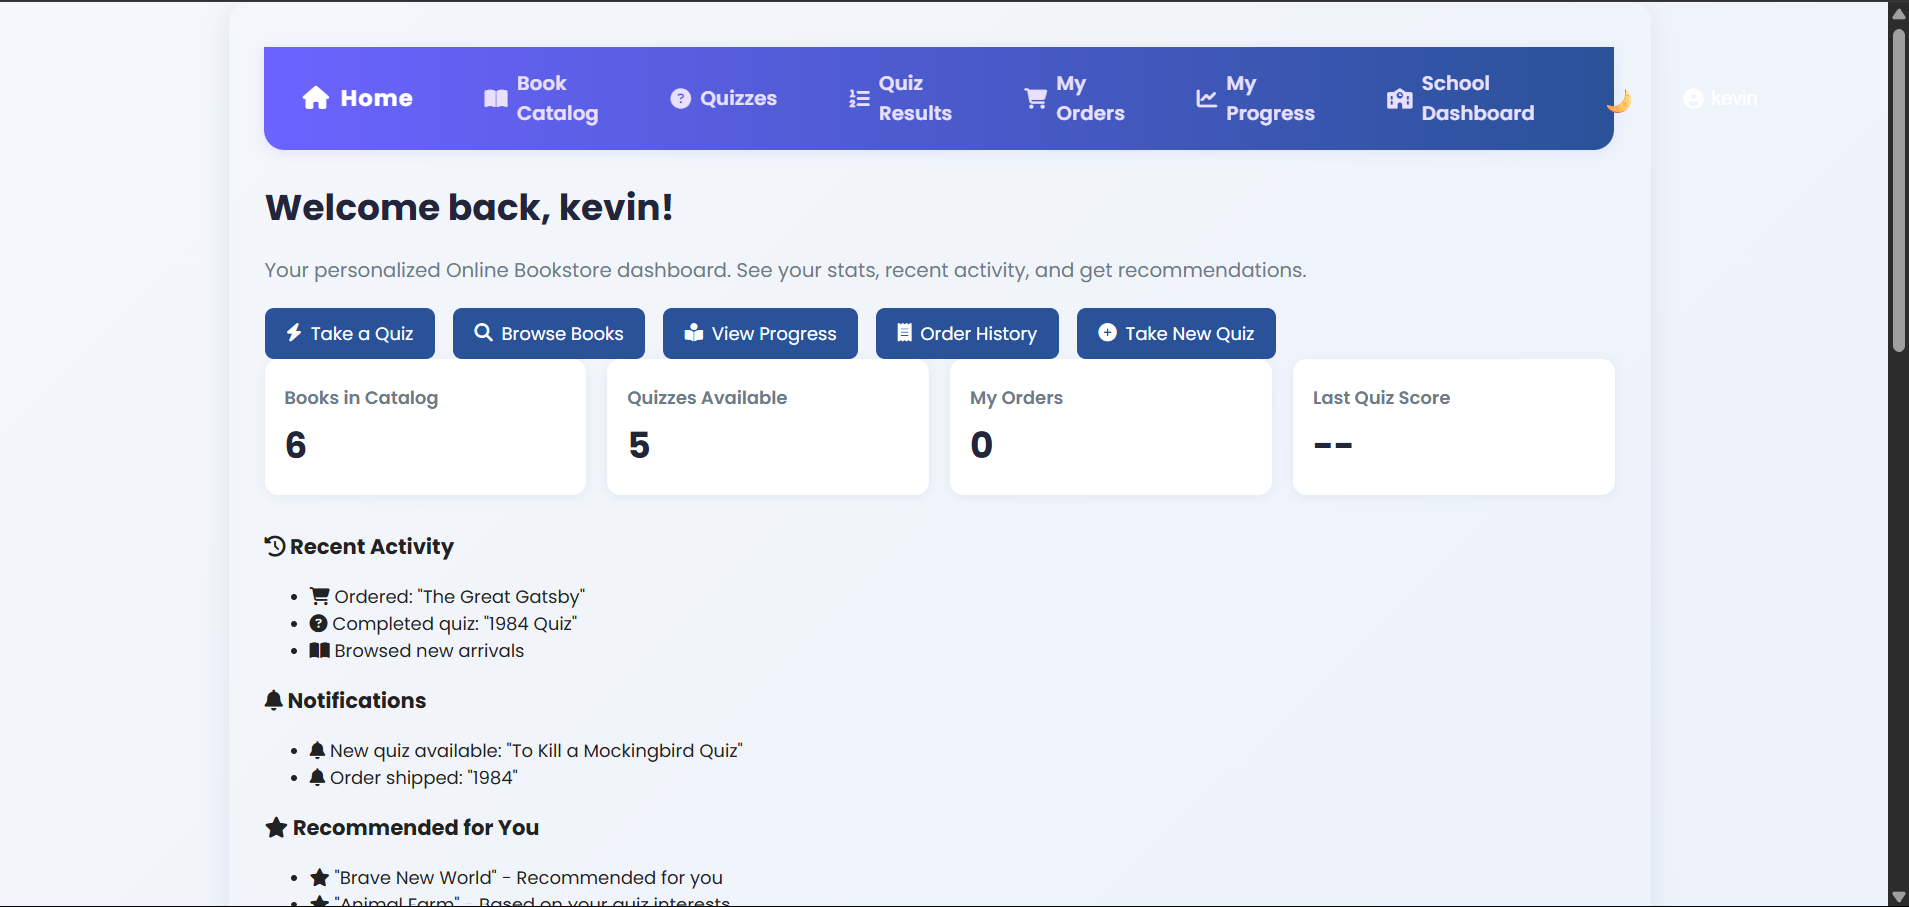 Home
Book Catalog
Quizzes
Quiz Results
My Orders
My Progress
School Dashboard
kevin
Welcome back, kevin!
Your personalized Online Bookstore dashboard. See your stats, recent activity, and get recommendations.
Take a Quiz
Browse Books
View Progress
Order History
Take New Quiz
Books in Catalog
6
Quizzes Available
5
My Orders
0
Last Quiz Score
--
Recent Activity
Ordered: "The Great Gatsby"
Completed quiz: "1984 Quiz"
Browsed new arrivals
Notifications
New quiz available: "To Kill a Mockingbird Quiz"
Order shipped: "1984"
Recommended for You
"Brave New World" - Recommended for you
"Animal Farm" - Based on your quiz interests